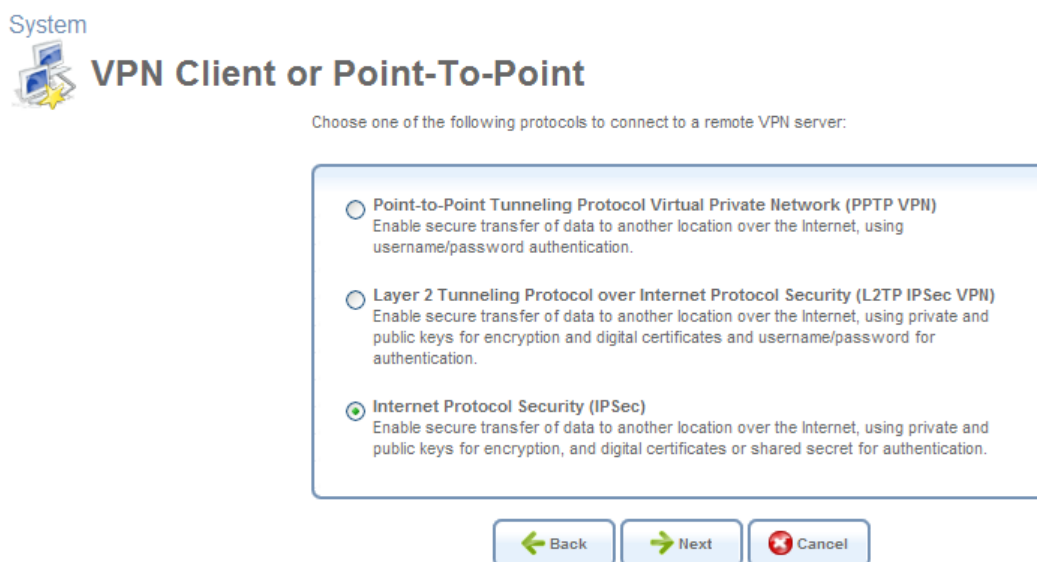 System
VPN Client or Point-To-Point
Choose one of the following protocols to connect to a remote VPN server:
Point-to-Point Tunneling Protocol Virtual Private Network (PPTP VPN)
Enable secure transfer of data to another location over the Internet, using
username/password authentication.
Layer 2 Tunneling Protocol over Internet Protocol Security (L2TP IPSec VPN)
Enable secure transfer of data to another location over the Internet, using private and
public keys for encryption and digital certificates and username/password for
authentication.
Internet Protocol Security (IPSec)
Enable secure transfer of data to another location over the Internet, using private and
public keys for encryption, and digital certificates or shared secret for authentication.
Back Next Cancel